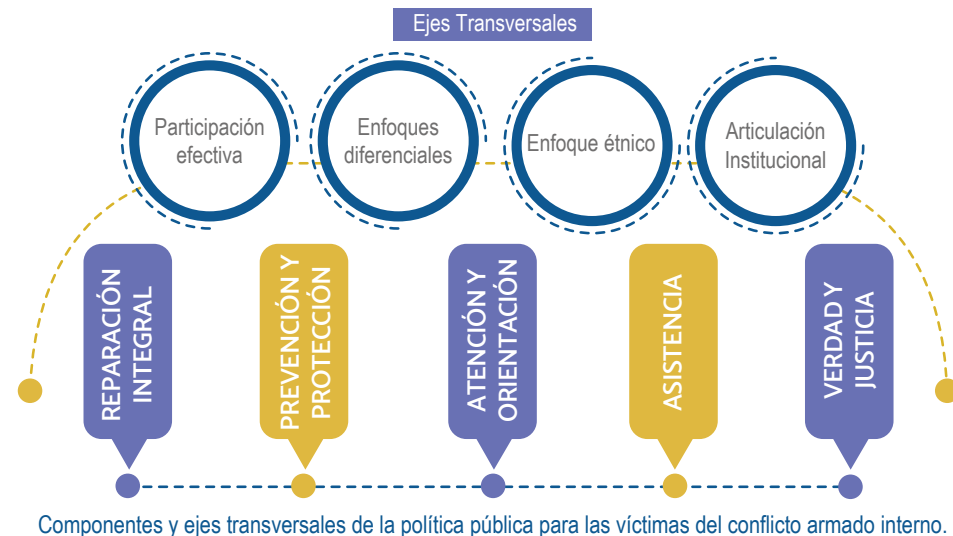 Ejes Transversales
Participación
efectiva
Enfoques
diferenciales
Enfoque étnico
Articulación
Institucional
REPARACIÓN
INTEGRAL
PREVENCIÓN Y
PROTECCIÓN
ATENCIÓN Y
ORIENTACIÓN
ASISTENCIA
VERDAD Y
JUSTICIA
Componentes y ejes transversales de la política pública para las víctimas del conflicto armado interno.